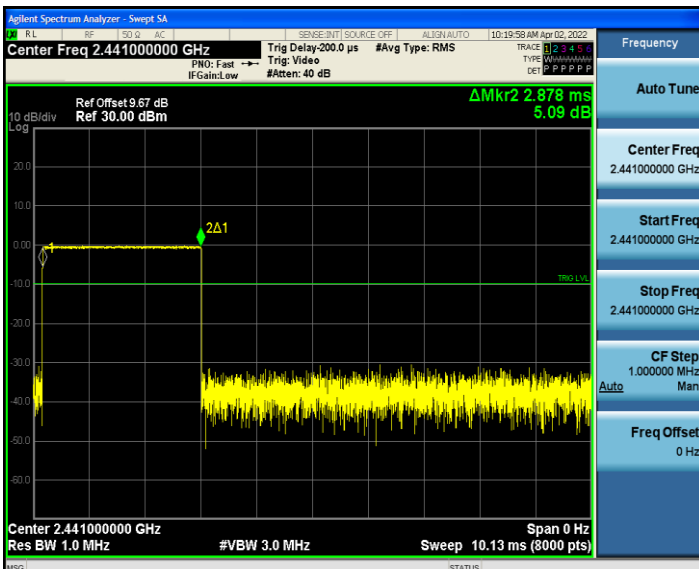 Agilent Spectrum Analyzer - Swept SA
RL RF 50 Ω AC SENSE:INT SOURCE OFF ALIGN AUTO 10:19:58 AM Apr 02, 2022
Center Freq 2.441000000 GHz
PNO: Fast
IFGain:Low
Trig Delay-200.0 µs
Trig: Video
#Atten: 40 dB
#Avg Type: RMS
TRACE 1 2 3 4 5 6
TYPE WWWWWW
DET P P P P P P
Ref Offset 9.67 dB
10 dB/div Ref 30.00 dBm
Log
ΔMkr2 2.878 ms
5.09 dB
20.0
10.0
0.00
-10.0
-20.0
-30.0
-40.0
-50.0
-60.0
1
2Δ1
TRIG LVL
Center 2.441000000 GHz Span 0 Hz
Res BW 1.0 MHz #VBW 3.0 MHz Sweep 10.13 ms (8000 pts)
MSG STATUS
Frequency
Auto Tune
Center Freq
2.441000000 GHz
Start Freq
2.441000000 GHz
Stop Freq
2.441000000 GHz
CF Step
1.000000 MHz
Auto Man
Freq Offset
0 Hz